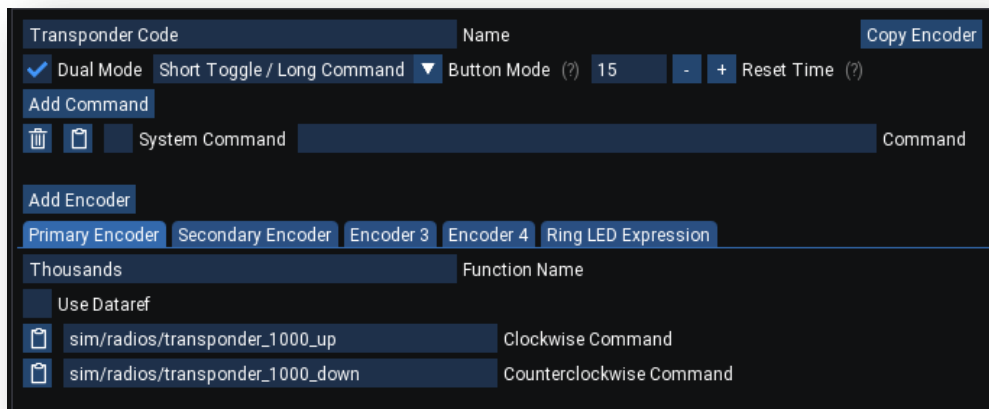 Transponder Code Name Copy Encoder
Dual Mode Short Toggle / Long Command Button Mode (?) 15 - + Reset Time (?)
Add Command
System Command Command
Add Encoder
Primary Encoder Secondary Encoder Encoder 3 Encoder 4 Ring LED Expression
Thousands Function Name
Use Dataref
sim/radios/transponder_1000_up Clockwise Command
sim/radios/transponder_1000_down Counterclockwise Command